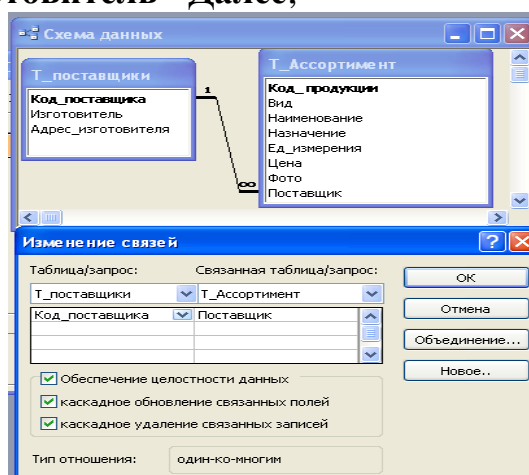 Далее,
Схема данных
Т_поставщики
Код_поставщика
Изготовитель
Адрес_изготовителя
1
∞
Т_Ассортимент
Код_ продукции
Вид
Наименование
Назначение
Ед_измерения
Цена
Фото
Поставщик
Изменение связей
Таблица/запрос: Связанная таблица/запрос:
Т_поставщики Т_Ассортимент
Код_поставщика Поставщик
Обеспечение целостности данных
каскадное обновление связанных полей
каскадное удаление связанных записей
Тип отношения: один-ко-многим
ОК
Отмена
Объединение...
Новое..